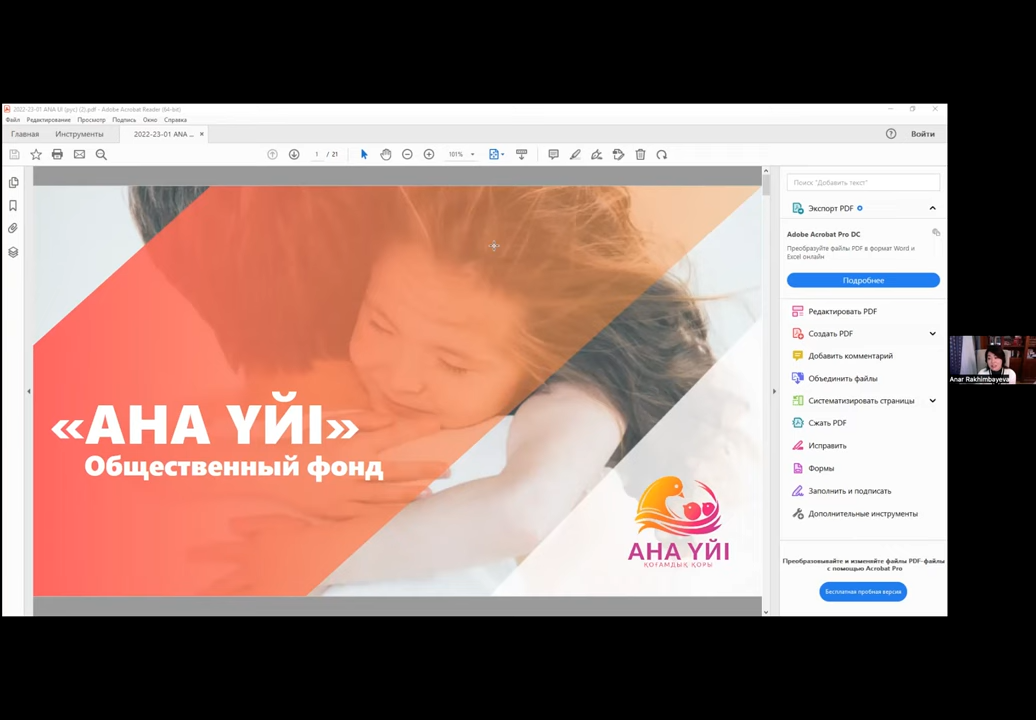 2022-23-01 ANA UI (рус) (2).pdf - Adobe Acrobat Reader (64-bit)
Файл Редактирование Просмотр Подпись Окно Справка
Главная Инструменты 2022-23-01 ANA ... × Войти
1 / 21 101%
Поиск "Добавить текст"
Экспорт PDF
Adobe Acrobat Pro DC
Преобразуйте файлы PDF в формат Word и
Excel онлайн
Подробнее
Редактировать PDF
Создать PDF
Добавить комментарий
Объединить файлы
Систематизировать страницы
Сжать PDF
Исправить
Формы
Заполнить и подписать
Дополнительные инструменты
Преобразовывайте и изменяйте файлы PDF-файлы
с помощью Acrobat Pro
Бесплатная пробная версия
«АНА ҮЙІ»
Общественный фонд
АНА ҮЙІ
ҚОҒАМДЫҚ ҚОРЫ
Anar Rakhimbayeva